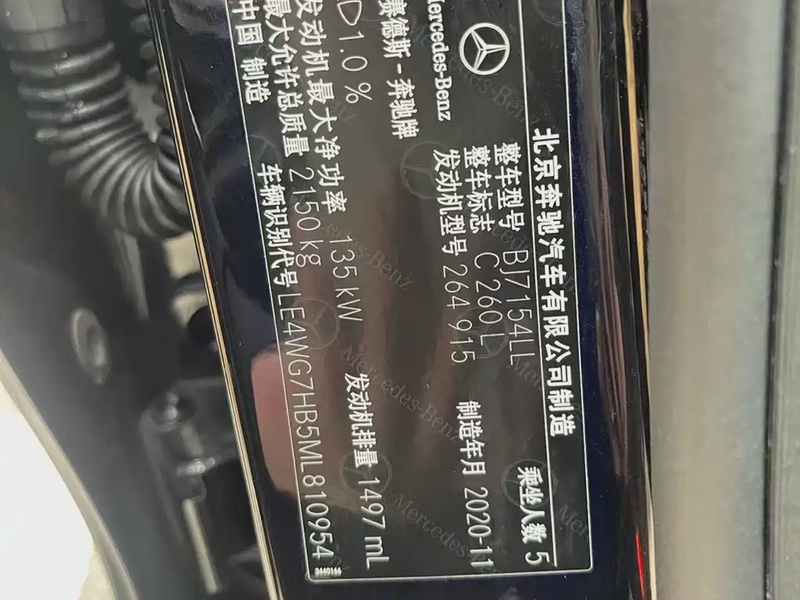 北京奔驰汽车有限公司制造
Mercedes-Benz
整车型号 BJ7154LL 乘坐人数 5
整车标志 C 260 L
发动机型号 264 915 制造年月 2020-11
赛德斯-奔驰牌
1.0 %
发动机最大净功率 135 kW 发动机排量 1497 mL
最大允许总质量 2150 kg
中国 制造 车辆识别代号 LE4WG7HB5ML810954